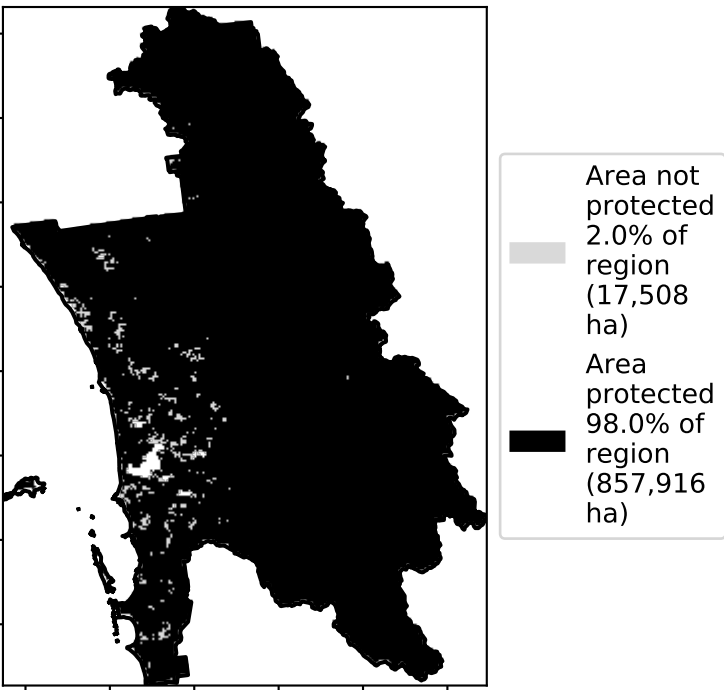 Area not
protected
2.0% of
region
(17,508
ha)
Area
protected
98.0% of
region
(857,916
ha)